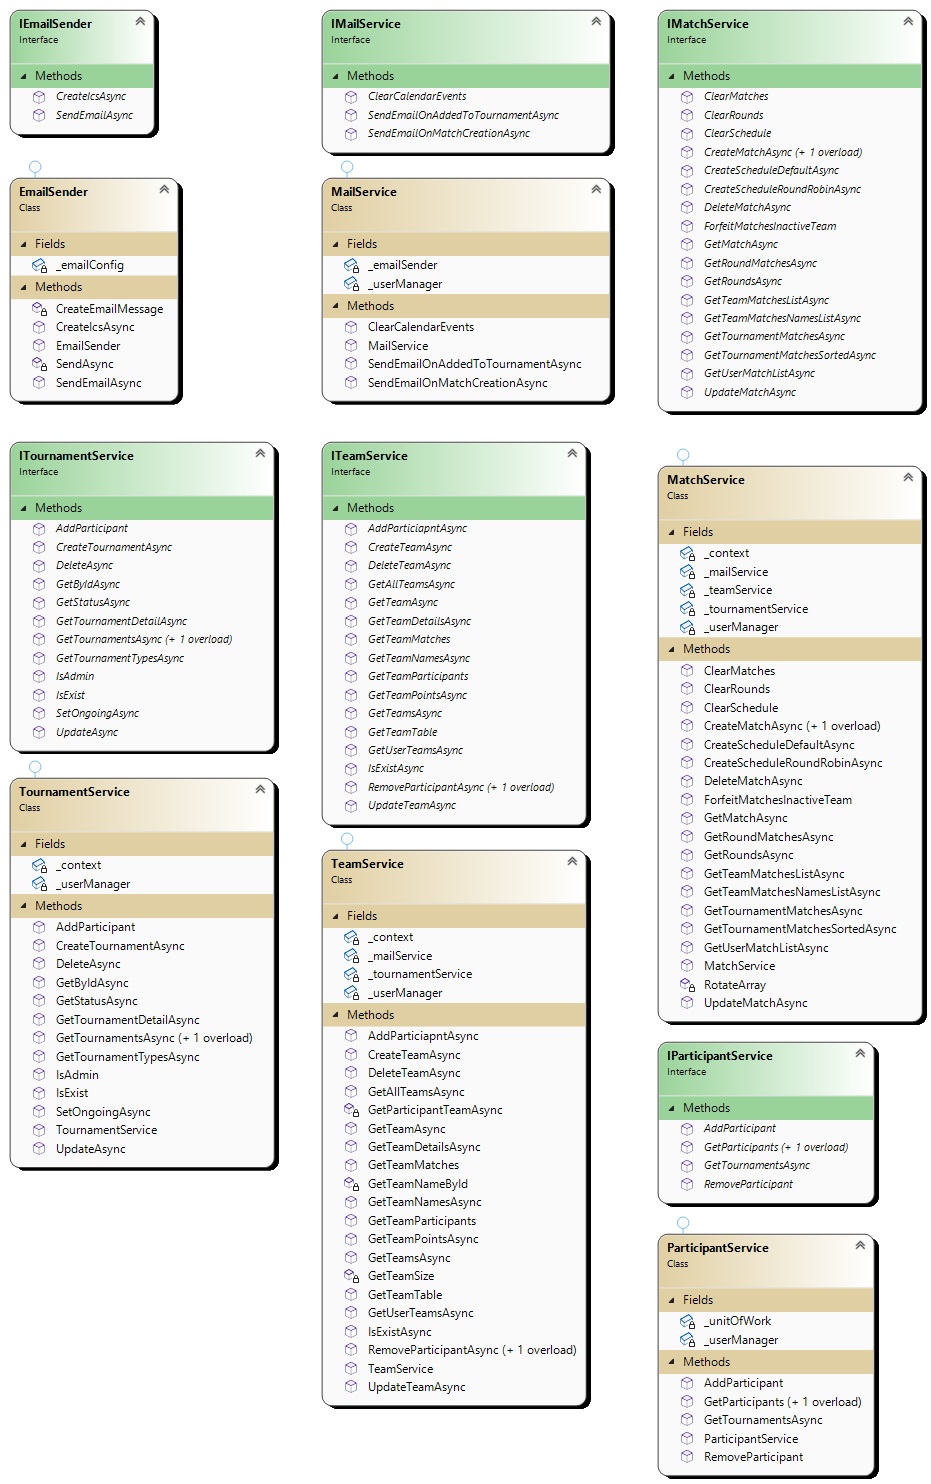 IEmailSender
Interface
Methods
CreateIcsAsync
SendEmailAsync
EmailSender
Class
Fields
_emailConfig
Methods
CreateEmailMessage
CreateIcsAsync
EmailSender
SendAsync
SendEmailAsync
IMailService
Interface
Methods
ClearCalendarEvents
SendEmailOnAddedToTournamentAsync
SendEmailOnMatchCreationAsync
MailService
Class
Fields
_emailSender
_userManager
Methods
ClearCalendarEvents
MailService
SendEmailOnAddedToTournamentAsync
SendEmailOnMatchCreationAsync
IMatchService
Interface
Methods
ClearMatches
ClearRounds
ClearSchedule
CreateMatchAsync (+ 1 overload)
CreateScheduleDefaultAsync
CreateScheduleRoundRobinAsync
DeleteMatchAsync
ForfeitMatchesInactiveTeam
GetMatchAsync
GetRoundMatchesAsync
GetRoundsAsync
GetTeamMatchesListAsync
GetTeamMatchesNamesListAsync
GetTournamentMatchesAsync
GetTournamentMatchesSortedAsync
GetUserMatchListAsync
UpdateMatchAsync
ITournamentService
Interface
Methods
AddParticipant
CreateTournamentAsync
DeleteAsync
GetByIdAsync
GetStatusAsync
GetTournamentDetailAsync
GetTournamentsAsync (+ 1 overload)
GetTournamentTypesAsync
IsAdmin
IsExist
SetOngoingAsync
UpdateAsync
TournamentService
Class
Fields
_context
_userManager
Methods
AddParticipant
CreateTournamentAsync
DeleteAsync
GetByIdAsync
GetStatusAsync
GetTournamentDetailAsync
GetTournamentsAsync (+ 1 overload)
GetTournamentTypesAsync
IsAdmin
IsExist
SetOngoingAsync
TournamentService
UpdateAsync
ITeamService
Interface
Methods
AddParticiapntAsync
CreateTeamAsync
DeleteTeamAsync
GetAllTeamsAsync
GetTeamAsync
GetTeamDetailsAsync
GetTeamMatches
GetTeamNamesAsync
GetTeamParticipants
GetTeamPointsAsync
GetTeamsAsync
GetTeamTable
GetUserTeamsAsync
IsExistAsync
RemoveParticipantAsync (+ 1 overload)
UpdateTeamAsync
TeamService
Class
Fields
_context
_mailService
_tournamentService
_userManager
Methods
AddParticiapntAsync
CreateTeamAsync
DeleteTeamAsync
GetAllTeamsAsync
GetParticipantTeamAsync
GetTeamAsync
GetTeamDetailsAsync
GetTeamMatches
GetTeamNameById
GetTeamNamesAsync
GetTeamParticipants
GetTeamPointsAsync
GetTeamsAsync
GetTeamSize
GetTeamTable
GetUserTeamsAsync
IsExistAsync
RemoveParticipantAsync (+ 1 overload)
TeamService
UpdateTeamAsync
MatchService
Class
Fields
_context
_mailService
_teamService
_tournamentService
_userManager
Methods
ClearMatches
ClearRounds
ClearSchedule
CreateMatchAsync (+ 1 overload)
CreateScheduleDefaultAsync
CreateScheduleRoundRobinAsync
DeleteMatchAsync
ForfeitMatchesInactiveTeam
GetMatchAsync
GetRoundMatchesAsync
GetRoundsAsync
GetTeamMatchesListAsync
GetTeamMatchesNamesListAsync
GetTournamentMatchesAsync
GetTournamentMatchesSortedAsync
GetUserMatchListAsync
MatchService
RotateArray
UpdateMatchAsync
IParticipantService
Interface
Methods
AddParticipant
GetParticipants (+ 1 overload)
GetTournamentsAsync
RemoveParticipant
ParticipantService
Class
Fields
_unitOfWork
_userManager
Methods
AddParticipant
GetParticipants (+ 1 overload)
GetTournamentsAsync
ParticipantService
RemoveParticipant